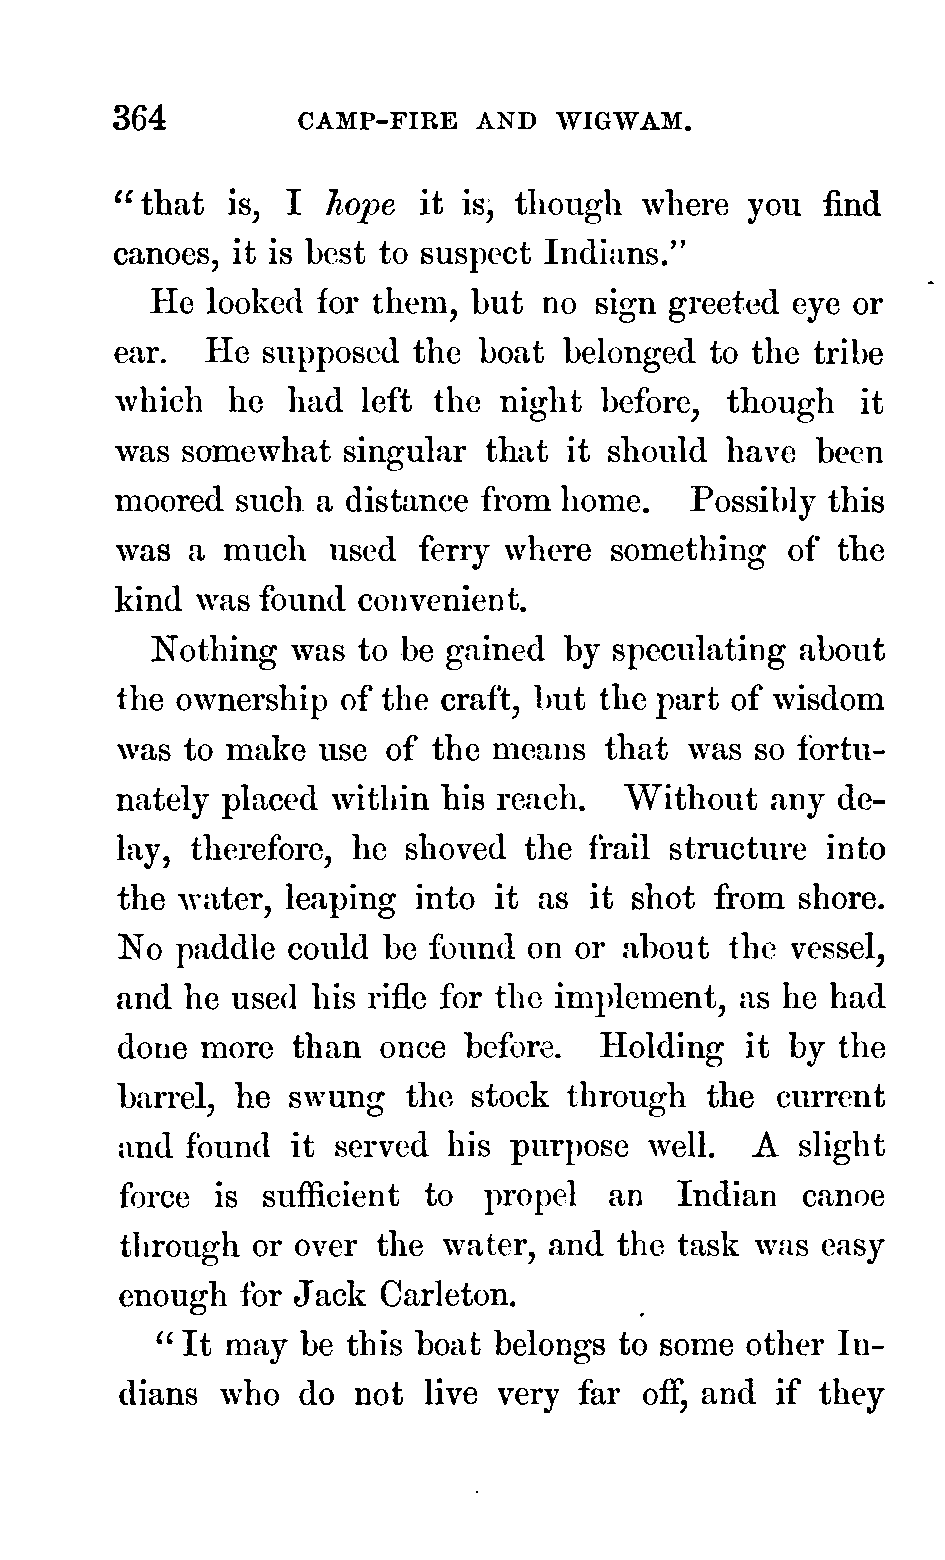 364 CAMP-FIRE AND WIGWAM.
“that is, I hope it is, though where you find
canoes, it is best to suspect Indians.”
He looked for them, but no sign greeted eye or
ear. He supposed the boat belonged to the tribe
which he had left the night before, though it
was somewhat singular that it should have been
moored such a distance from home. Possibly this
was a much used ferry where something of the
kind was found convenient.
Nothing was to be gained by speculating about
the ownership of the craft, but the part of wisdom
was to make use of the means that was so fortu-
nately placed within his reach. Without any de-
lay, therefore, he shoved the frail structure into
the water, leaping into it as it shot from shore.
No paddle could be found on or about the vessel,
and he used his rifle for the implement, as he had
done more than once before. Holding it by the
barrel, he swung the stock through the current
and found it served his purpose well. A slight
force is sufficient to propel an Indian canoe
through or over the water, and the task was easy
enough for Jack Carleton.
“It may be this boat belongs to some other In-
dians who do not live very far off, and if they